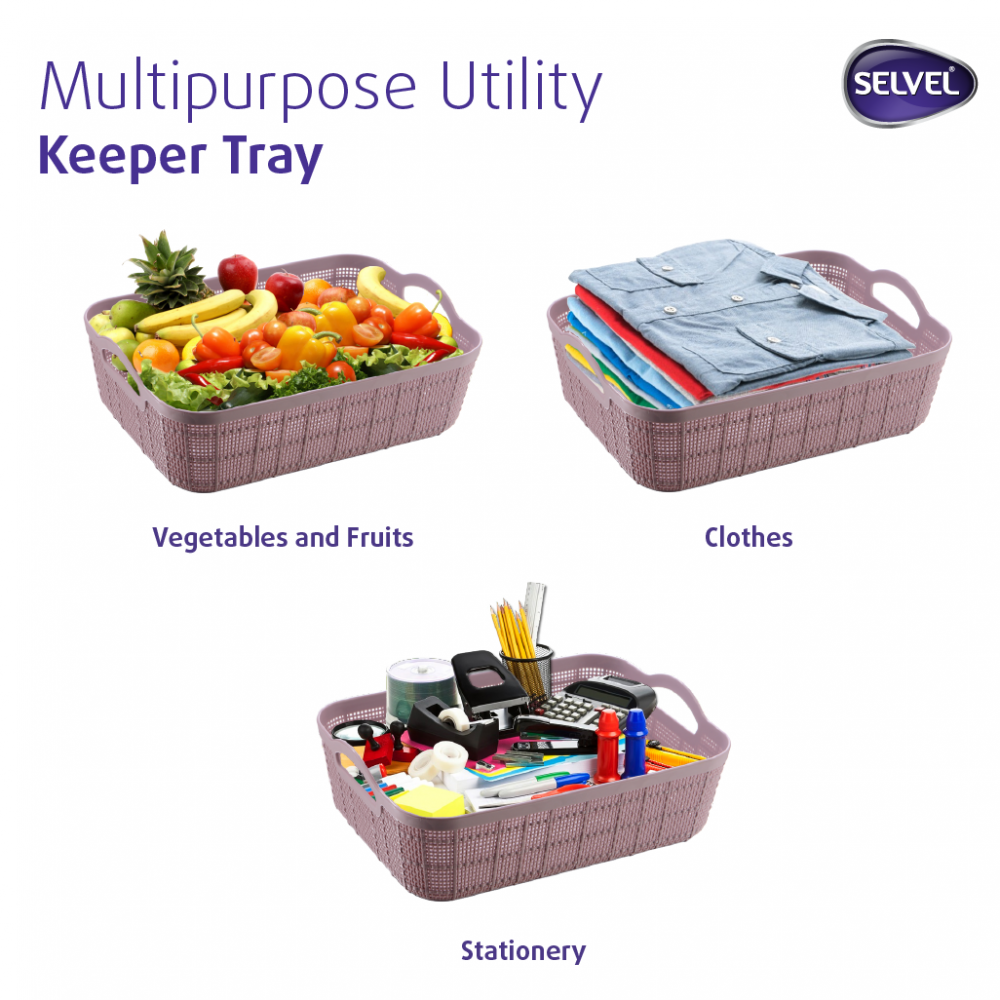 Multipurpose Utility
Keeper Tray
SELVEL®
Vegetables and Fruits
Clothes
Stationery